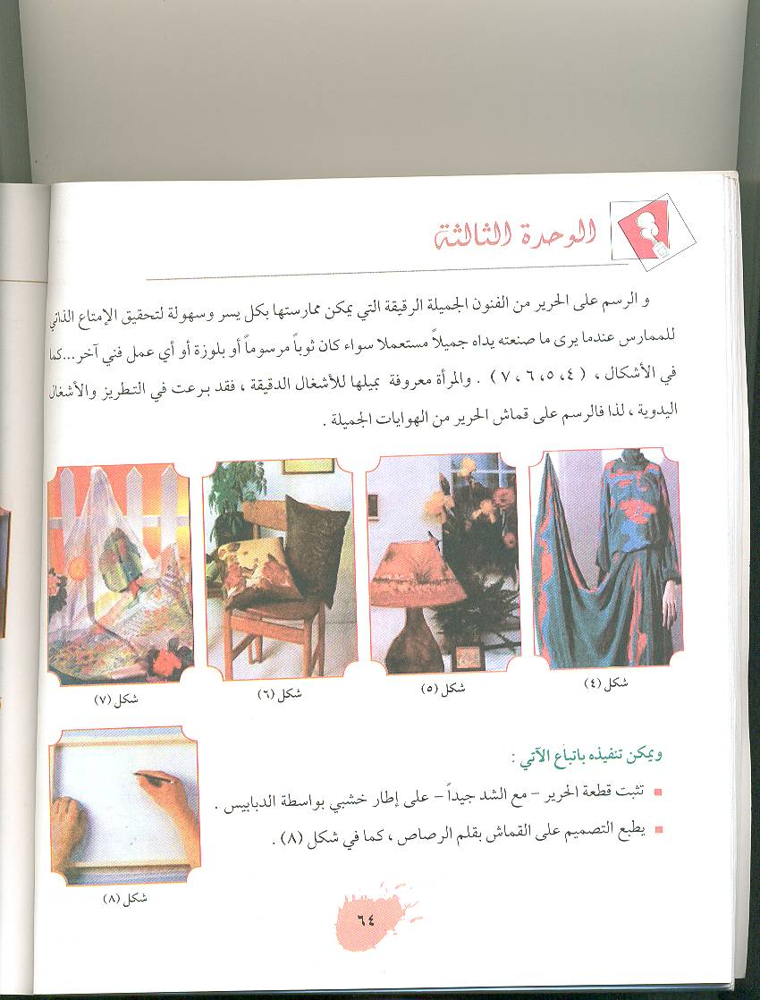 الوحدة الثالثة
و الرسم على الحرير من الفنون الجميلة الرقيقة التي يمكن ممارستها بكل يسر وسهولة لتحقيق الإمتاع الذاتي
للممارس عندما يرى ما صنعته يداه جميلاً مستعملا سواء كان ثوباً مرسوماً أو بلوزة أو أي عمل فني آخر...كما
في الأشكال ، (٤ ،٥ ،٦ ،٧ ) . والمرأة معروفة بميلها للأشغال الدقيقة ، فقد برعت في التطريز والأشغال
اليدوية ، لذا فالرسم على قماش الحرير من الهوايات الجميلة .
شكل (٤)
شكل (٥)
شكل (٦)
شكل (٧)
ويمكن تنفيذه باتباع الآتي :
تثبت قطعة الحرير – مع الشد جيداً – على إطار خشبي بواسطة الدبابيس .
يطبع التصميم على القماش بقلم الرصاص ، كما في شكل (٨) .
شكل (٨)
٦٤